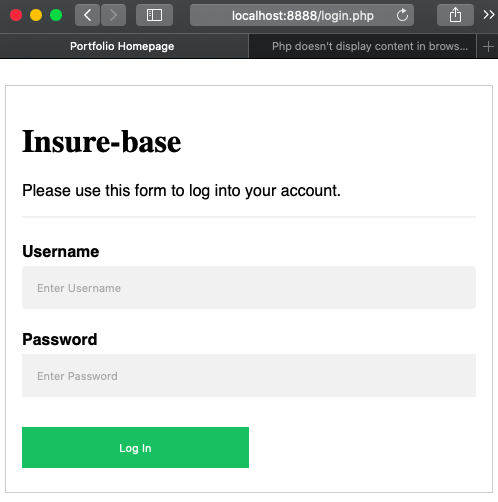 localhost:8888/login.php
Portfolio Homepage
Php doesn't display content in brows...
Insure-base
Please use this form to log into your account.
Username
Enter Username
Password
Enter Password
Log In